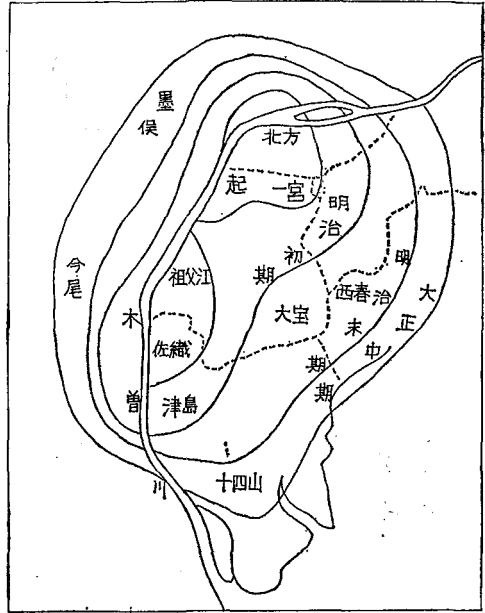 墨俣
北方
起
一宮
明治初期
今尾
祖父江
大宝
西春
明治末期
大正中期
佐織
津島
木曽川
十四山